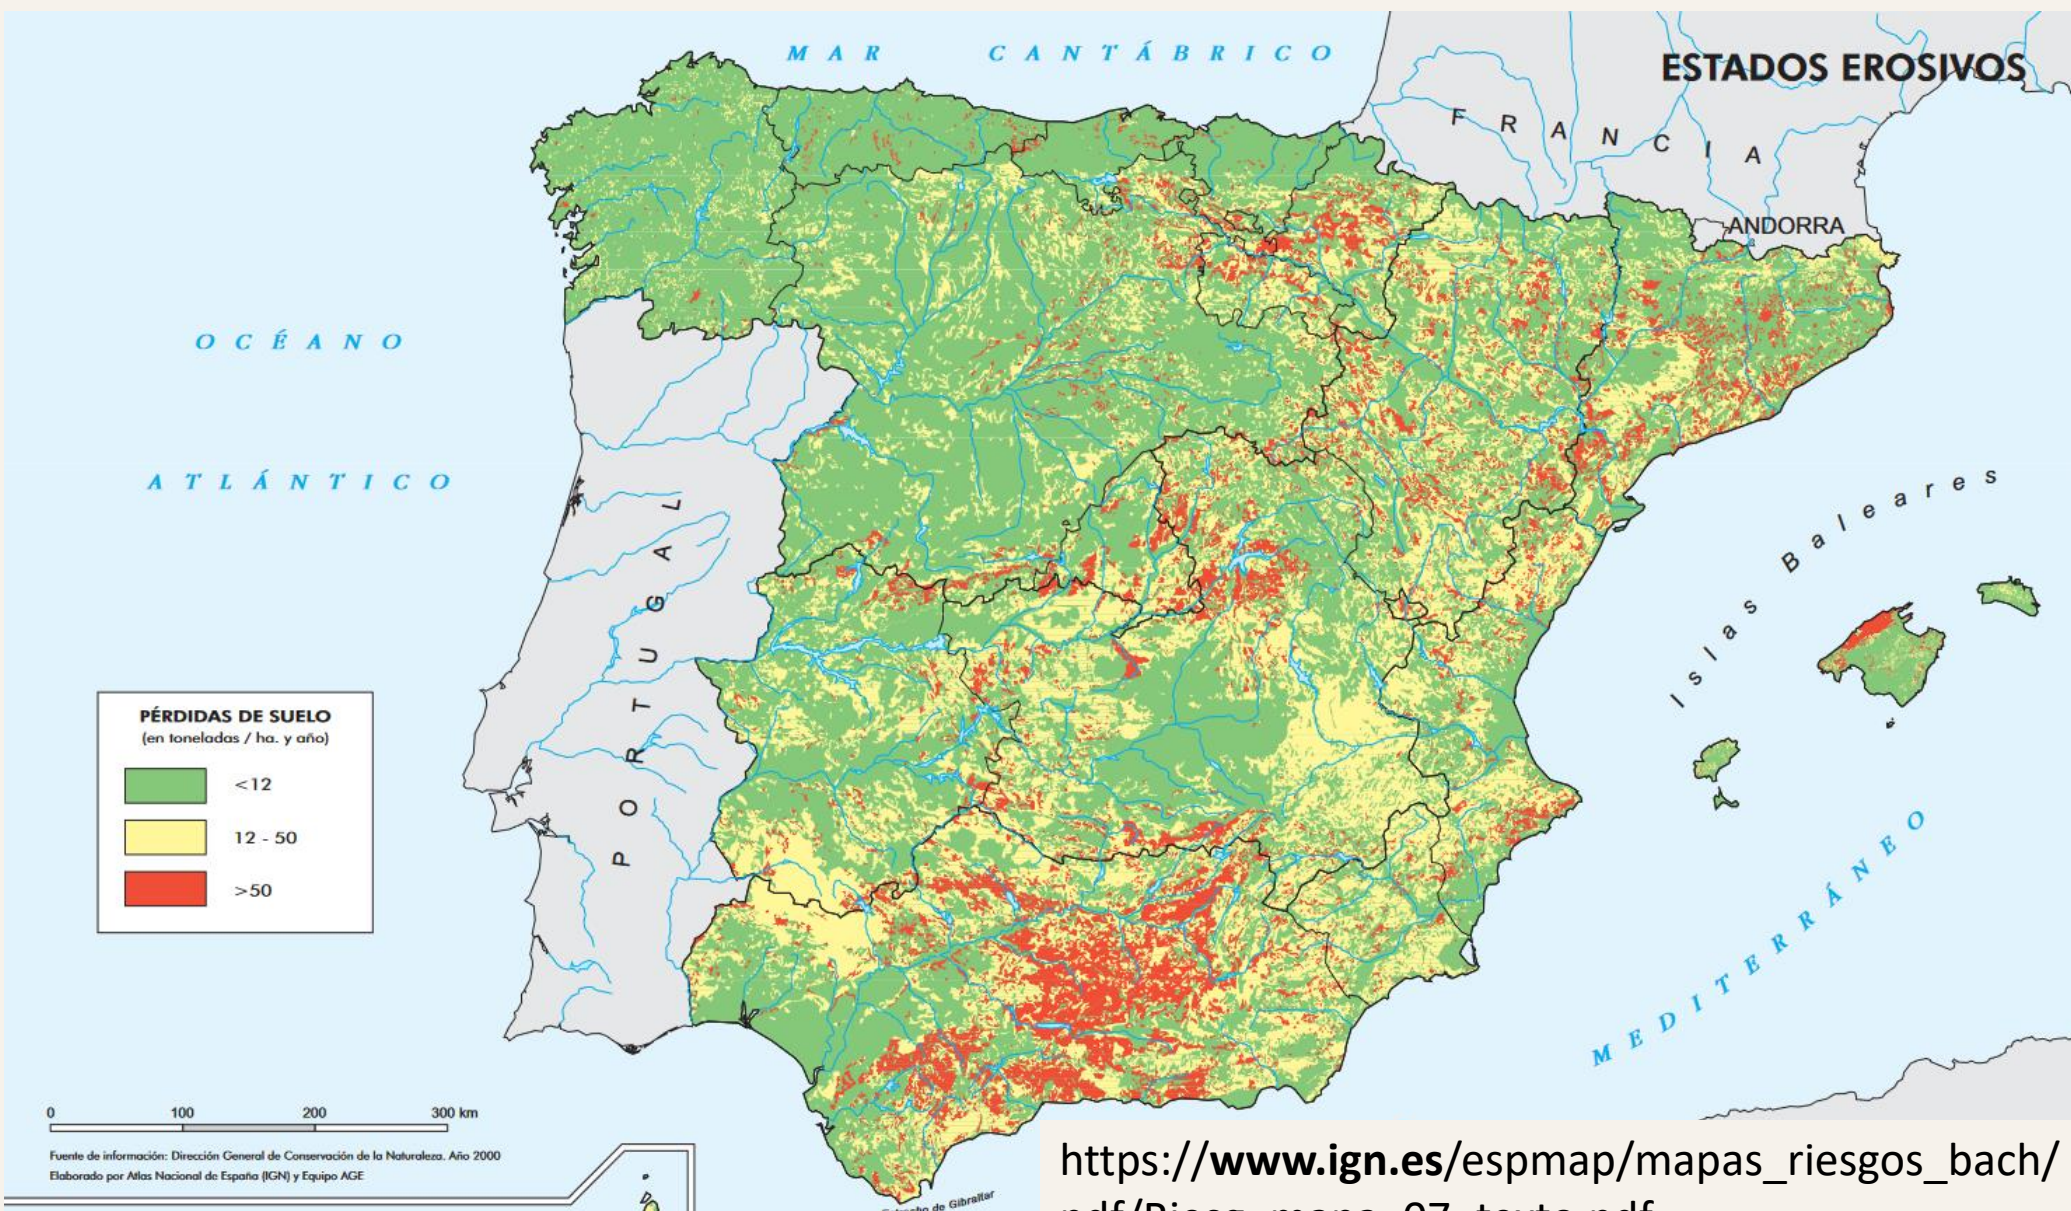 MAR CANTÁBRICO
ESTADOS EROSIVOS
FRANCIA
ANDORRA
OCÉANO
ATLÁNTICO
PORTUGAL
Islas Baleares
MEDITERRÁNEO
PÉRDIDAS DE SUELO
(en toneladas / ha. y año)
<12
12 - 50
>50
0 100 200 300 km
Fuente de información: Dirección General de Conservación de la Naturaleza. Año 2000
Elaborado por Atlas Nacional de España (IGN) y Equipo AGE
de Gibraltar
https://www.ign.es/espmap/mapas_riesgos_bach/